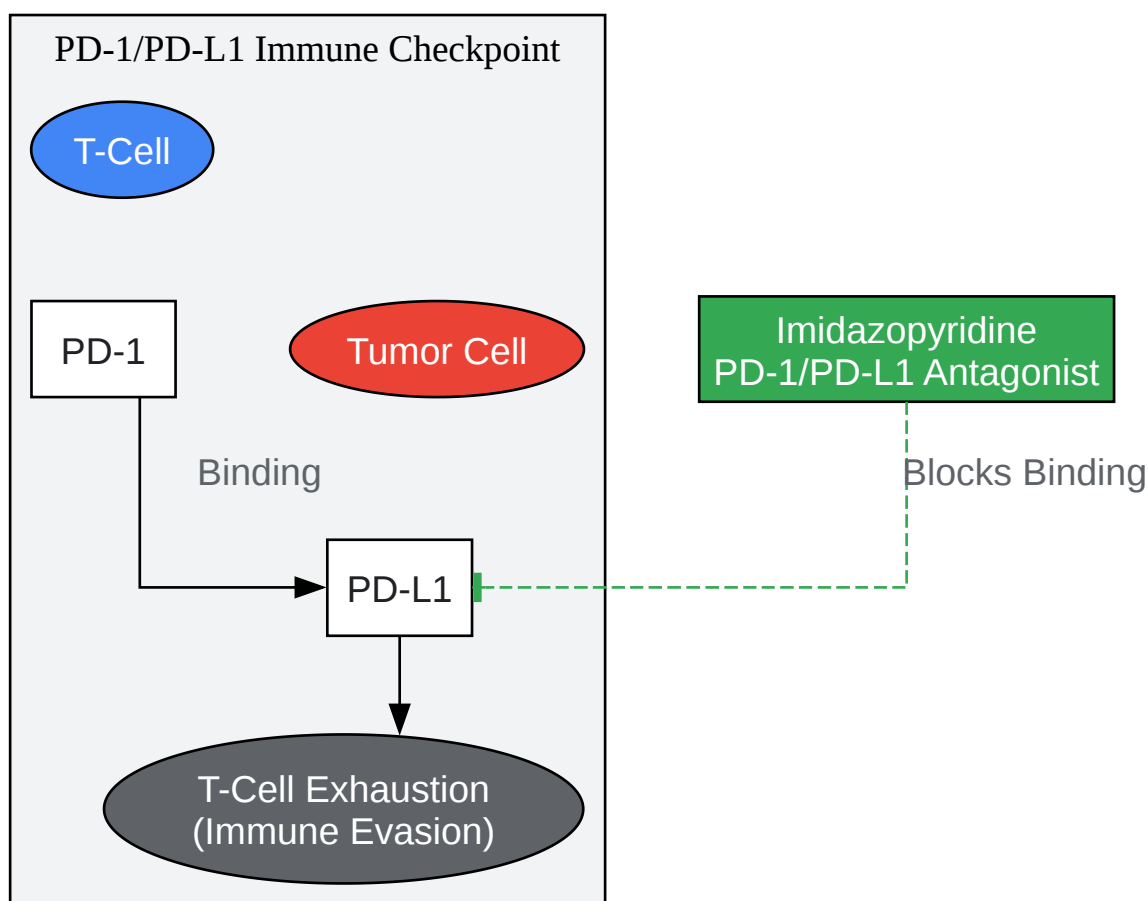 PD-1/PD-L1 Immune Checkpoint
T-Cell
PD-1
Tumor Cell
Imidazopyridine
PD-1/PD-L1 Antagonist
Binding
Blocks Binding
PD-L1
T-Cell Exhaustion
(Immune Evasion)